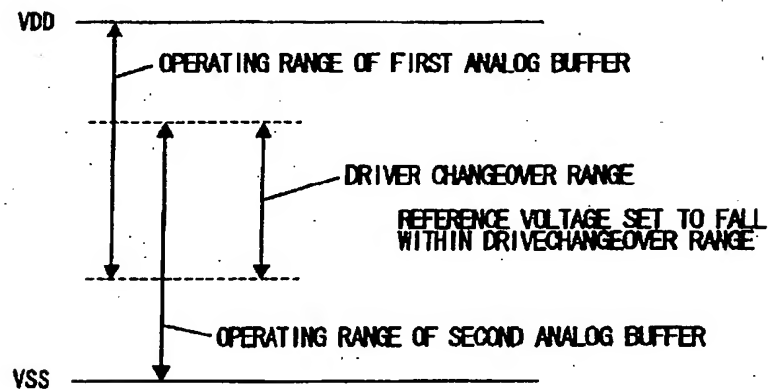 VDD
OPERATING RANGE OF FIRST ANALOG BUFFER
DRIVER CHANGEOVER RANGE
REFERENCE VOLTAGE SET TO FALL
WITHIN DRIVECHANGEOVER RANGE
OPERATING RANGE OF SECOND ANALOG BUFFER
VSS